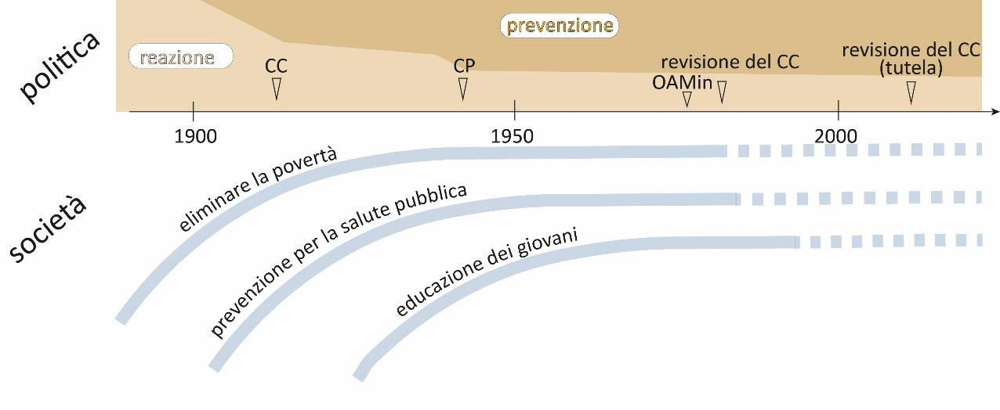 politica
prevenzione
reazione
CC
CP
revisione del CC
OAMin
revisione del CC
(tutela)
1900
1950
2000
società
eliminare la povertà
prevenzione per la salute pubblica
educazione dei giovani